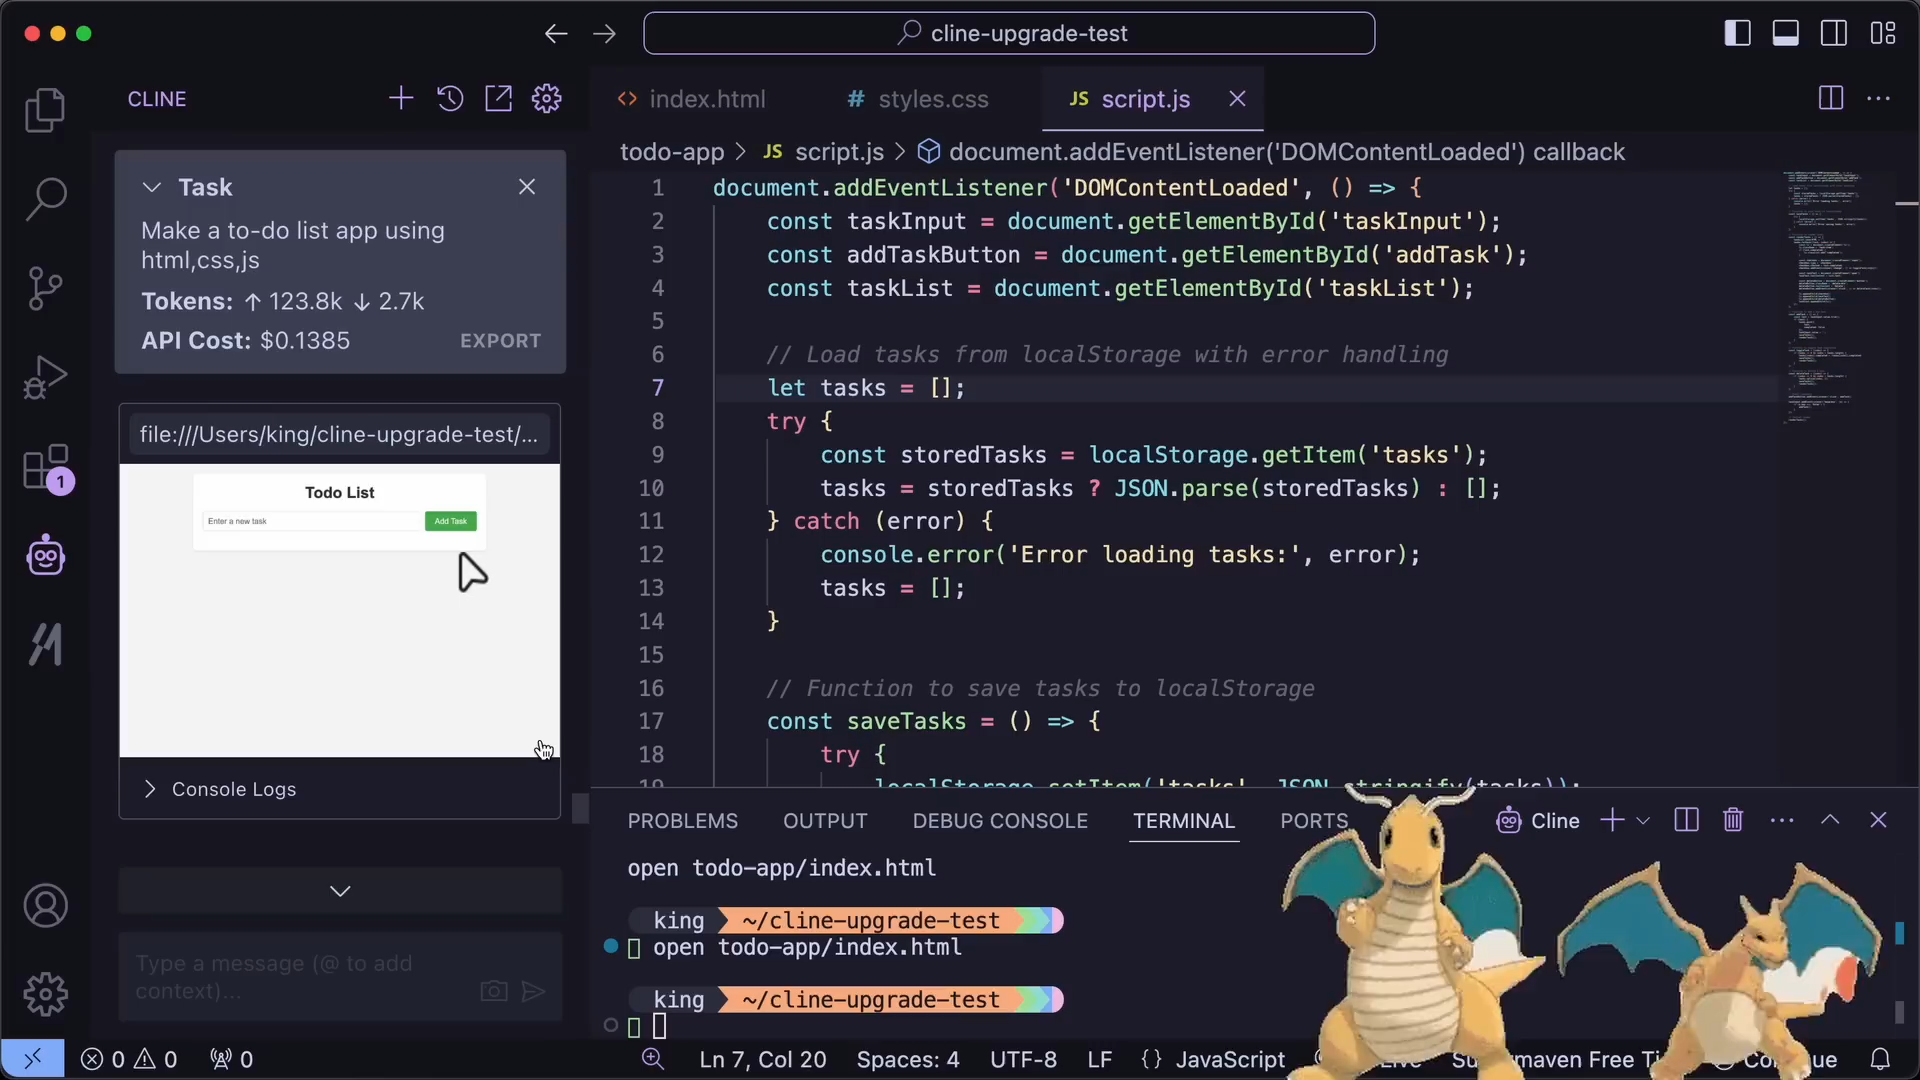 cline-upgrade-test
CLINE
Task
Make a to-do list app using
html,css,js
Tokens: ↑ 123.8k ↓ 2.7k
API Cost: $0.1385
EXPORT
file:///Users/king/cline-upgrade-test/...
Todo List
Enter a new task
Add Task
Console Logs
Type a message (@ to add
context)...
1
index.html
# styles.css
JS script.js
todo-app > JS script.js > document.addEventListener('DOMContentLoaded') callback
1 document.addEventListener('DOMContentLoaded', () => {
2 const taskInput = document.getElementById('taskInput');
3 const addTaskButton = document.getElementById('addTask');
4 const taskList = document.getElementById('taskList');
5
6 // Load tasks from localStorage with error handling
7 let tasks = [];
8 try {
9 const storedTasks = localStorage.getItem('tasks');
10 tasks = storedTasks ? JSON.parse(storedTasks) : [];
11 } catch (error) {
12 console.error('Error loading tasks:', error);
13 tasks = [];
14 }
15
16 // Function to save tasks to localStorage
17 const saveTasks = () => {
18 try {
19 localStorage.setItem('tasks', JSON.stringify(tasks));
PROBLEMS
OUTPUT
DEBUG CONSOLE
TERMINAL
PORTS
Cline
open todo-app/index.html
king ~/cline-upgrade-test
open todo-app/index.html
king ~/cline-upgrade-test
0 0 0
Ln 7, Col 20
Spaces: 4
UTF-8
LF
{} JavaScript